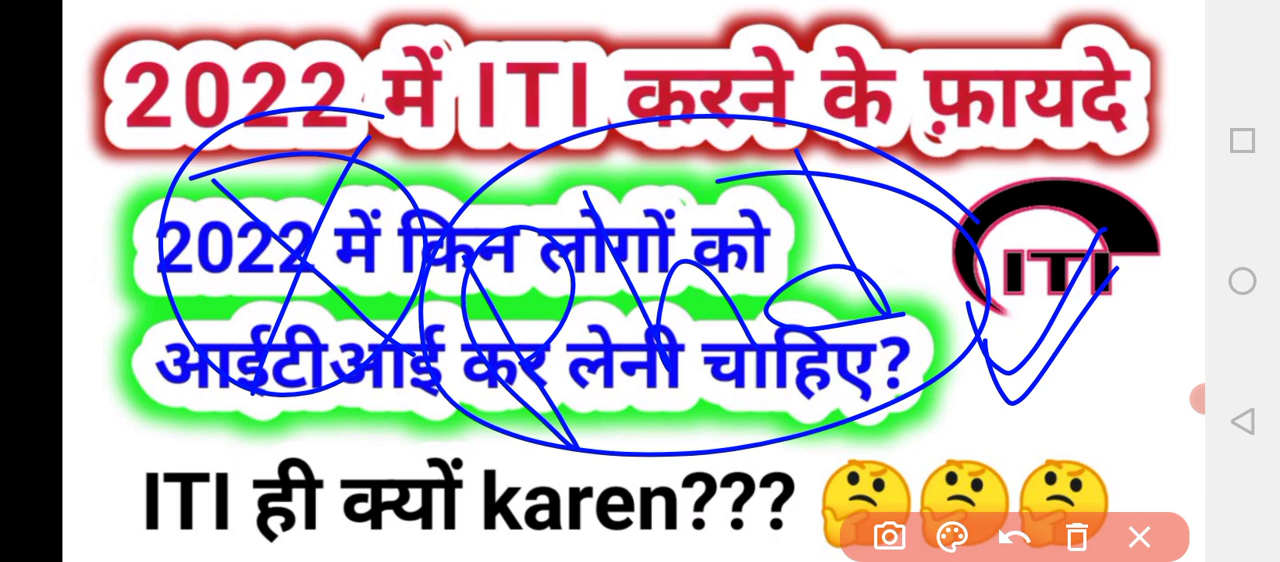 2022 में ITI करने के फ़ायदे
2022 में किन लोगों को
ITI
आईटीआई कर लेनी चाहिए?
ITI ही क्यों karen???